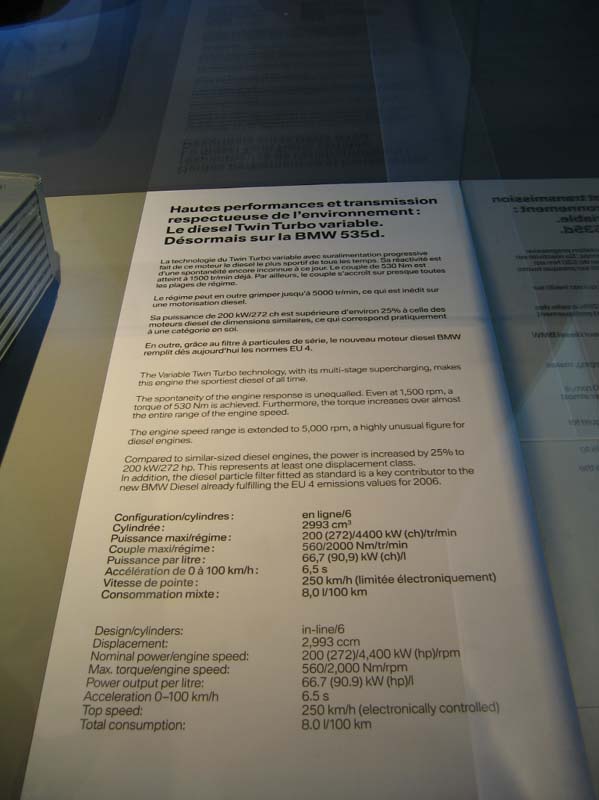 Hautes performances et transmission
respectueuse de l'environnement :
Le diesel Twin Turbo variable.
Désormais sur la BMW 535d.
La technologie du Twin Turbo variable avec suralimentation progressive
fait de ce moteur le diesel le plus sportif de tous les temps. Sa réactivité est
d'une spontanéité encore inconnue à ce jour. Le couple de 530 Nm est
atteint à 1500 tr/min déjà. Par ailleurs, le couple s'accroît sur presque toutes
les plages de régime.
Le régime peut en outre grimper jusqu'à 5000 tr/min, ce qui est inédit sur
une motorisation diesel.
Sa puissance de 200 kW/272 ch est supérieure d'environ 25% à celle des
moteurs diesel de dimensions similaires, ce qui correspond pratiquement
à une catégorie en soi.
En outre, grâce au filtre à particules de série, le nouveau moteur diesel BMW
remplit dès aujourd'hui les normes EU 4.
The Variable Twin Turbo technology, with its multi-stage supercharging, makes
this engine the sportiest diesel of all time.
The spontaneity of the engine response is unequalled. Even at 1,500 rpm, a
torque of 530 Nm is achieved. Furthermore, the torque increases over almost
the entire range of the engine speed.
The engine speed range is extended to 5,000 rpm, a highly unusual figure for
diesel engines.
Compared to similar-sized diesel engines, the power is increased by 25% to
200 kW/272 hp. This represents at least one displacement class.
In addition, the diesel particle filter fitted as standard is a key contributor to the
new BMW Diesel already fulfilling the EU 4 emissions values for 2006.
Configuration/cylindres : en ligne/6
Cylindrée : 2993 cm³
Puissance maxi/régime : 200 (272)/4400 kW (ch)/tr/min
Couple maxi/régime : 560/2000 Nm/tr/min
Puissance par litre : 66,7 (90,9) kW (ch)/l
Accélération de 0 à 100 km/h : 6,5 s
Vitesse de pointe : 250 km/h (limitée électroniquement)
Consommation mixte : 8,0 l/100 km
Design/cylinders: in-line/6
Displacement: 2,993 ccm
Nominal power/engine speed: 200 (272)/4,400 kW (hp)/rpm
Max. torque/engine speed: 560/2,000 Nm/rpm
Power output per litre: 66.7 (90.9) kW (hp)/l
Acceleration 0–100 km/h 6.5 s
Top speed: 250 km/h (electronically controlled)
Total consumption: 8.0 l/100 km